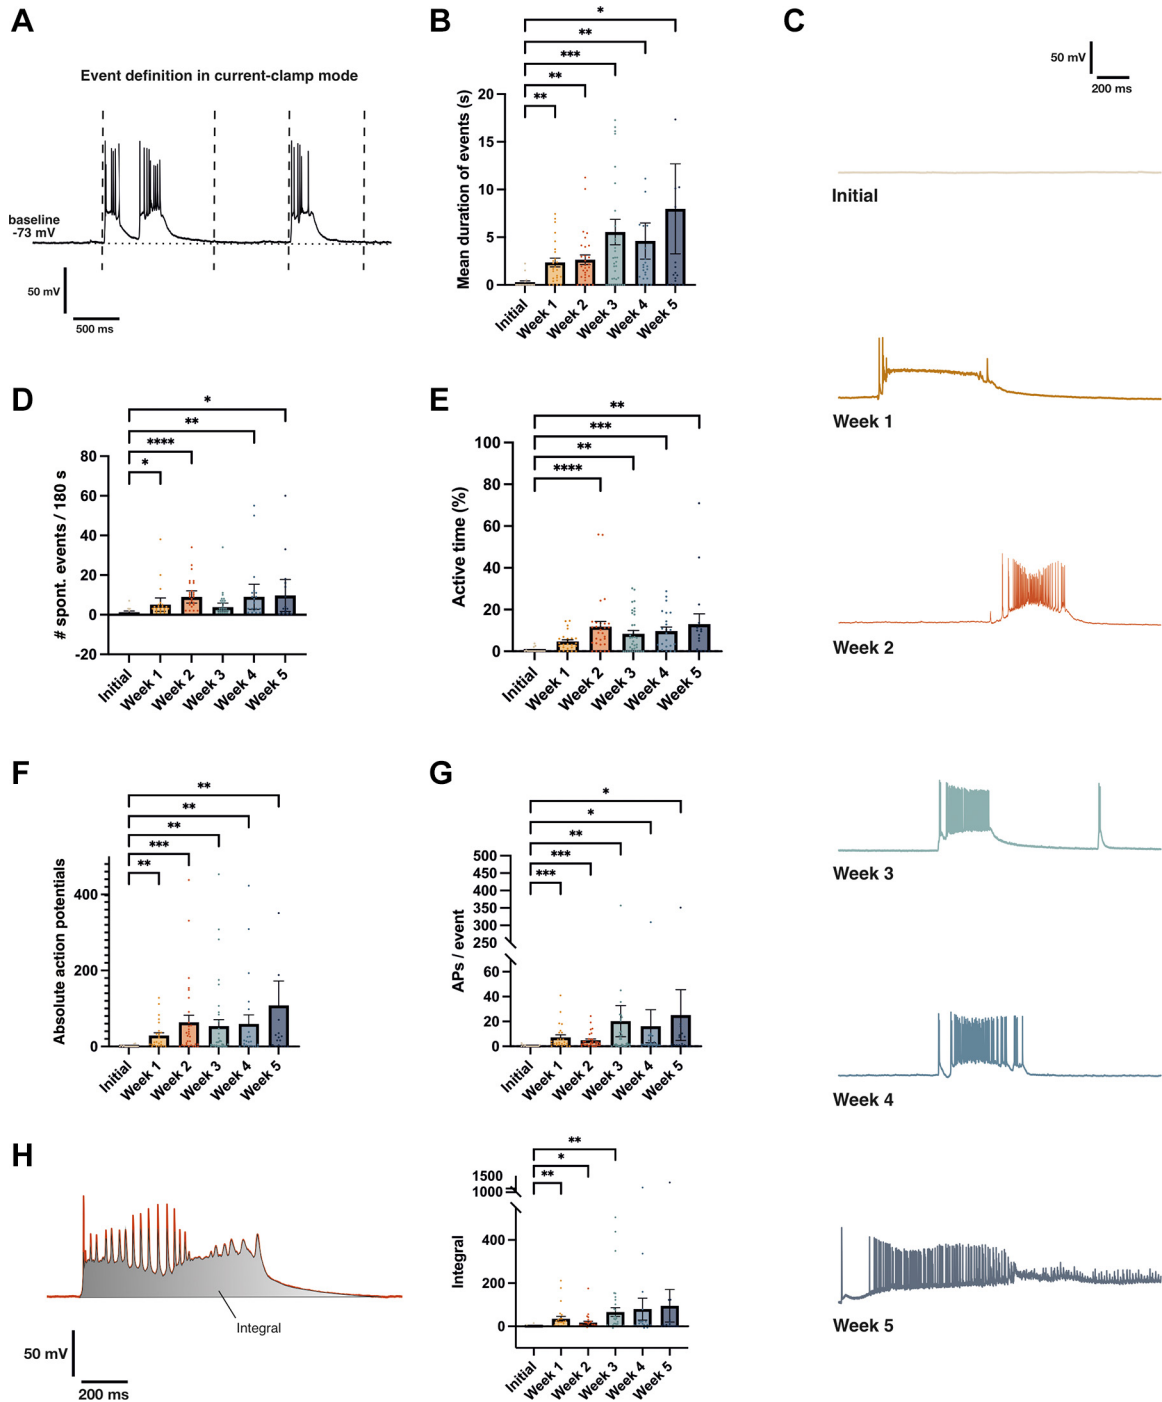 A
Event definition in current-clamp mode
baseline
-73 mV
50 mV
500 ms
B
*
**
***
**
**
Mean duration of events (s)
20
15
10
5
0
Initial
Week 1
Week 2
Week 3
Week 4
Week 5
C
50 mV
200 ms
Initial
Week 1
Week 2
Week 3
Week 4
Week 5
D
*
**
****
*
# spont. events / 180 s
80
60
40
20
0
-20
Initial
Week 1
Week 2
Week 3
Week 4
Week 5
E
**
***
**
****
Active time (%)
100
80
60
40
20
0
Initial
Week 1
Week 2
Week 3
Week 4
Week 5
F
**
**
**
***
**
Absolute action potentials
400
200
0
Initial
Week 1
Week 2
Week 3
Week 4
Week 5
G
*
*
**
***
***
APs / event
500
450
400
350
300
250
60
40
20
0
Initial
Week 1
Week 2
Week 3
Week 4
Week 5
H
Integral
50 mV
200 ms
**
*
**
Integral
1500
1000
400
200
0
Initial
Week 1
Week 2
Week 3
Week 4
Week 5